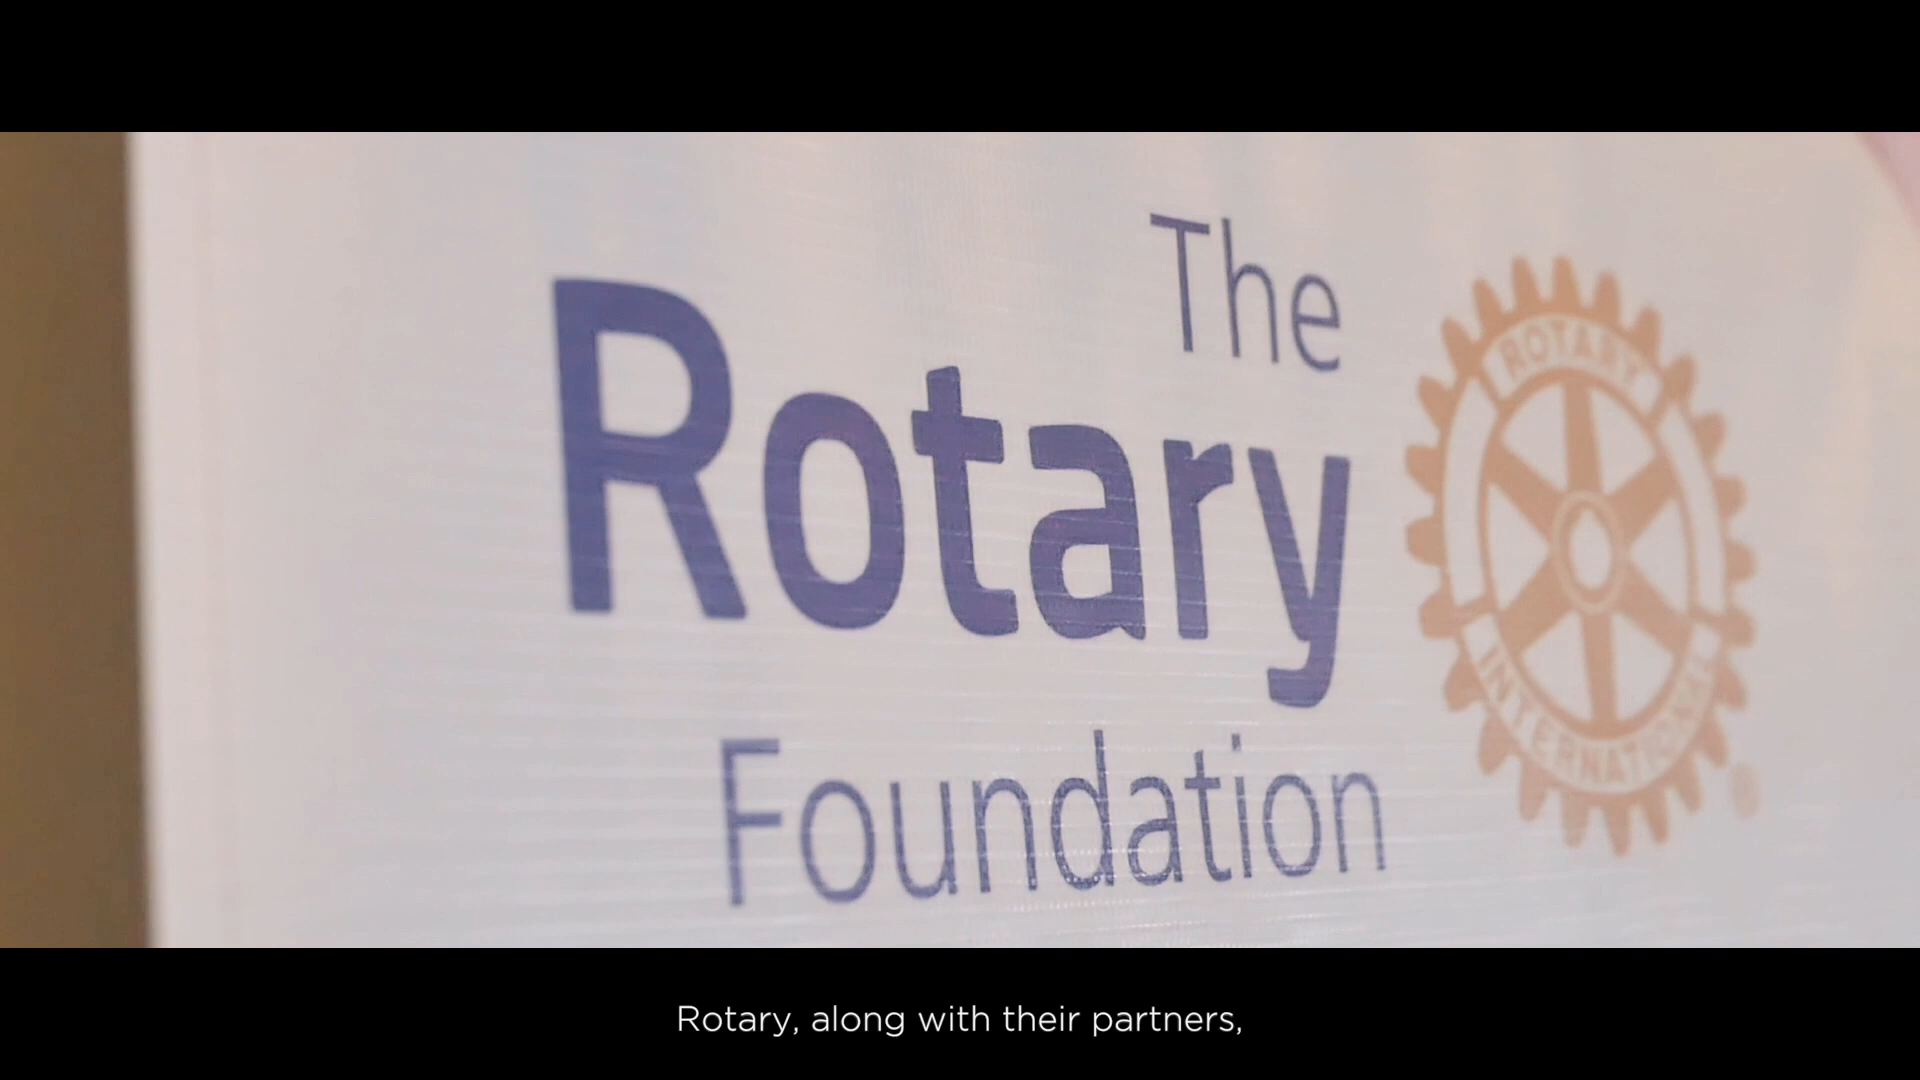 The
Rotary
Foundation
ROTARY
INTERNATIONAL
®
Rotary, along with their partners,